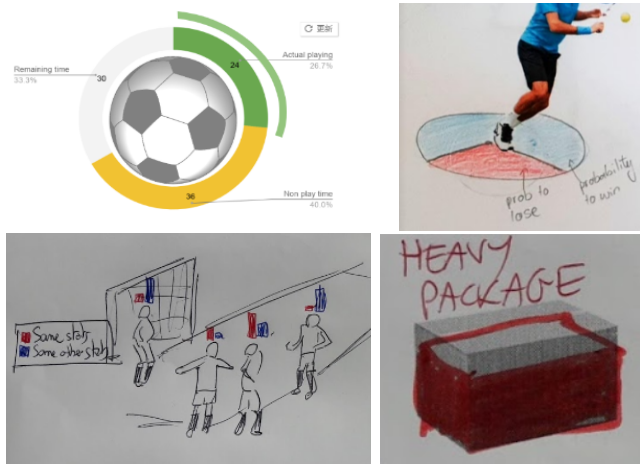 更新
Actual playing
26.7%
24
Remaining time
33.3%
30
36
Non play time
40.0%
prob to
lose
probability
to win
Some stats
Some other stats
HEAVY
PACKAGE